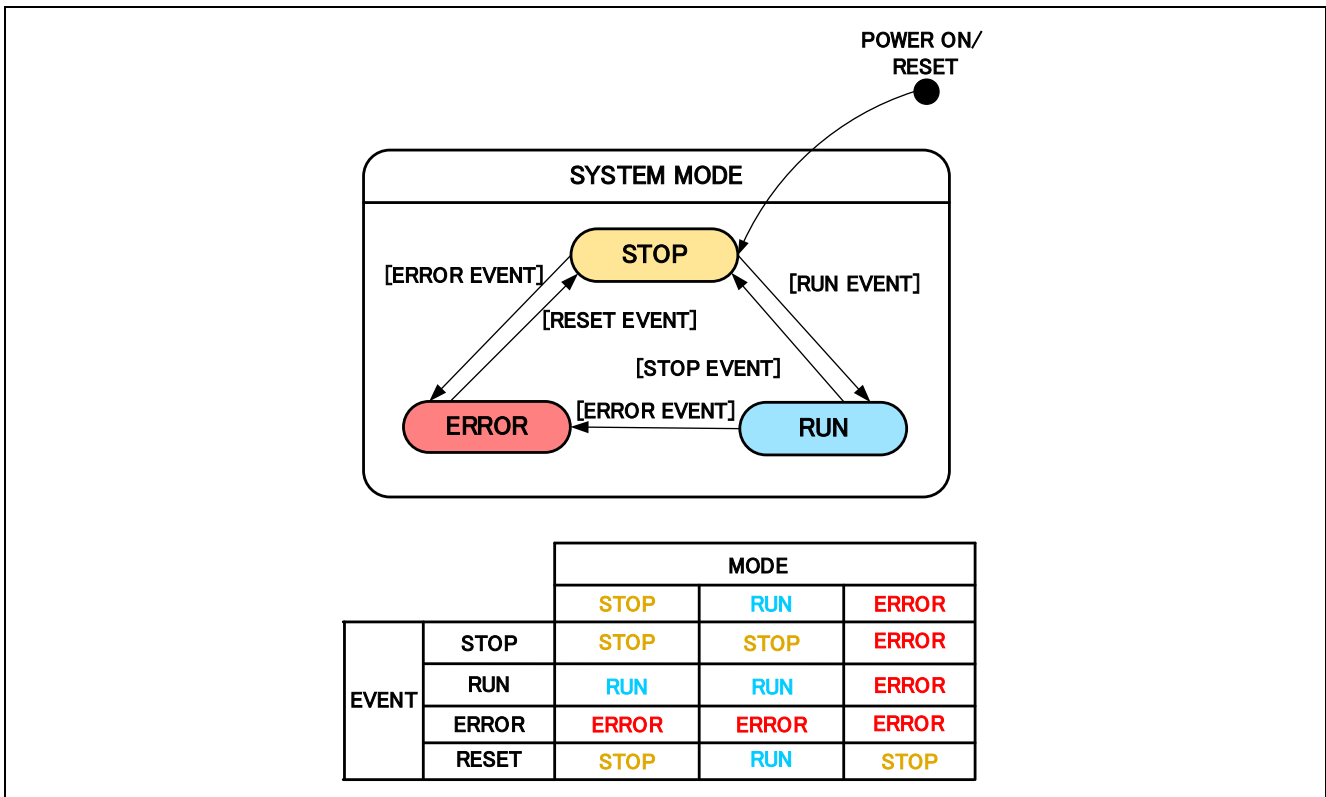 POWER ON/
RESET
SYSTEM MODE
STOP
[ERROR EVENT]
[RUN EVENT]
[RESET EVENT]
[STOP EVENT]
[ERROR EVENT]
ERROR
RUN
MODE
STOP RUN ERROR
EVENT
STOP STOP STOP ERROR
RUN RUN RUN ERROR
ERROR ERROR ERROR ERROR
RESET STOP RUN STOP